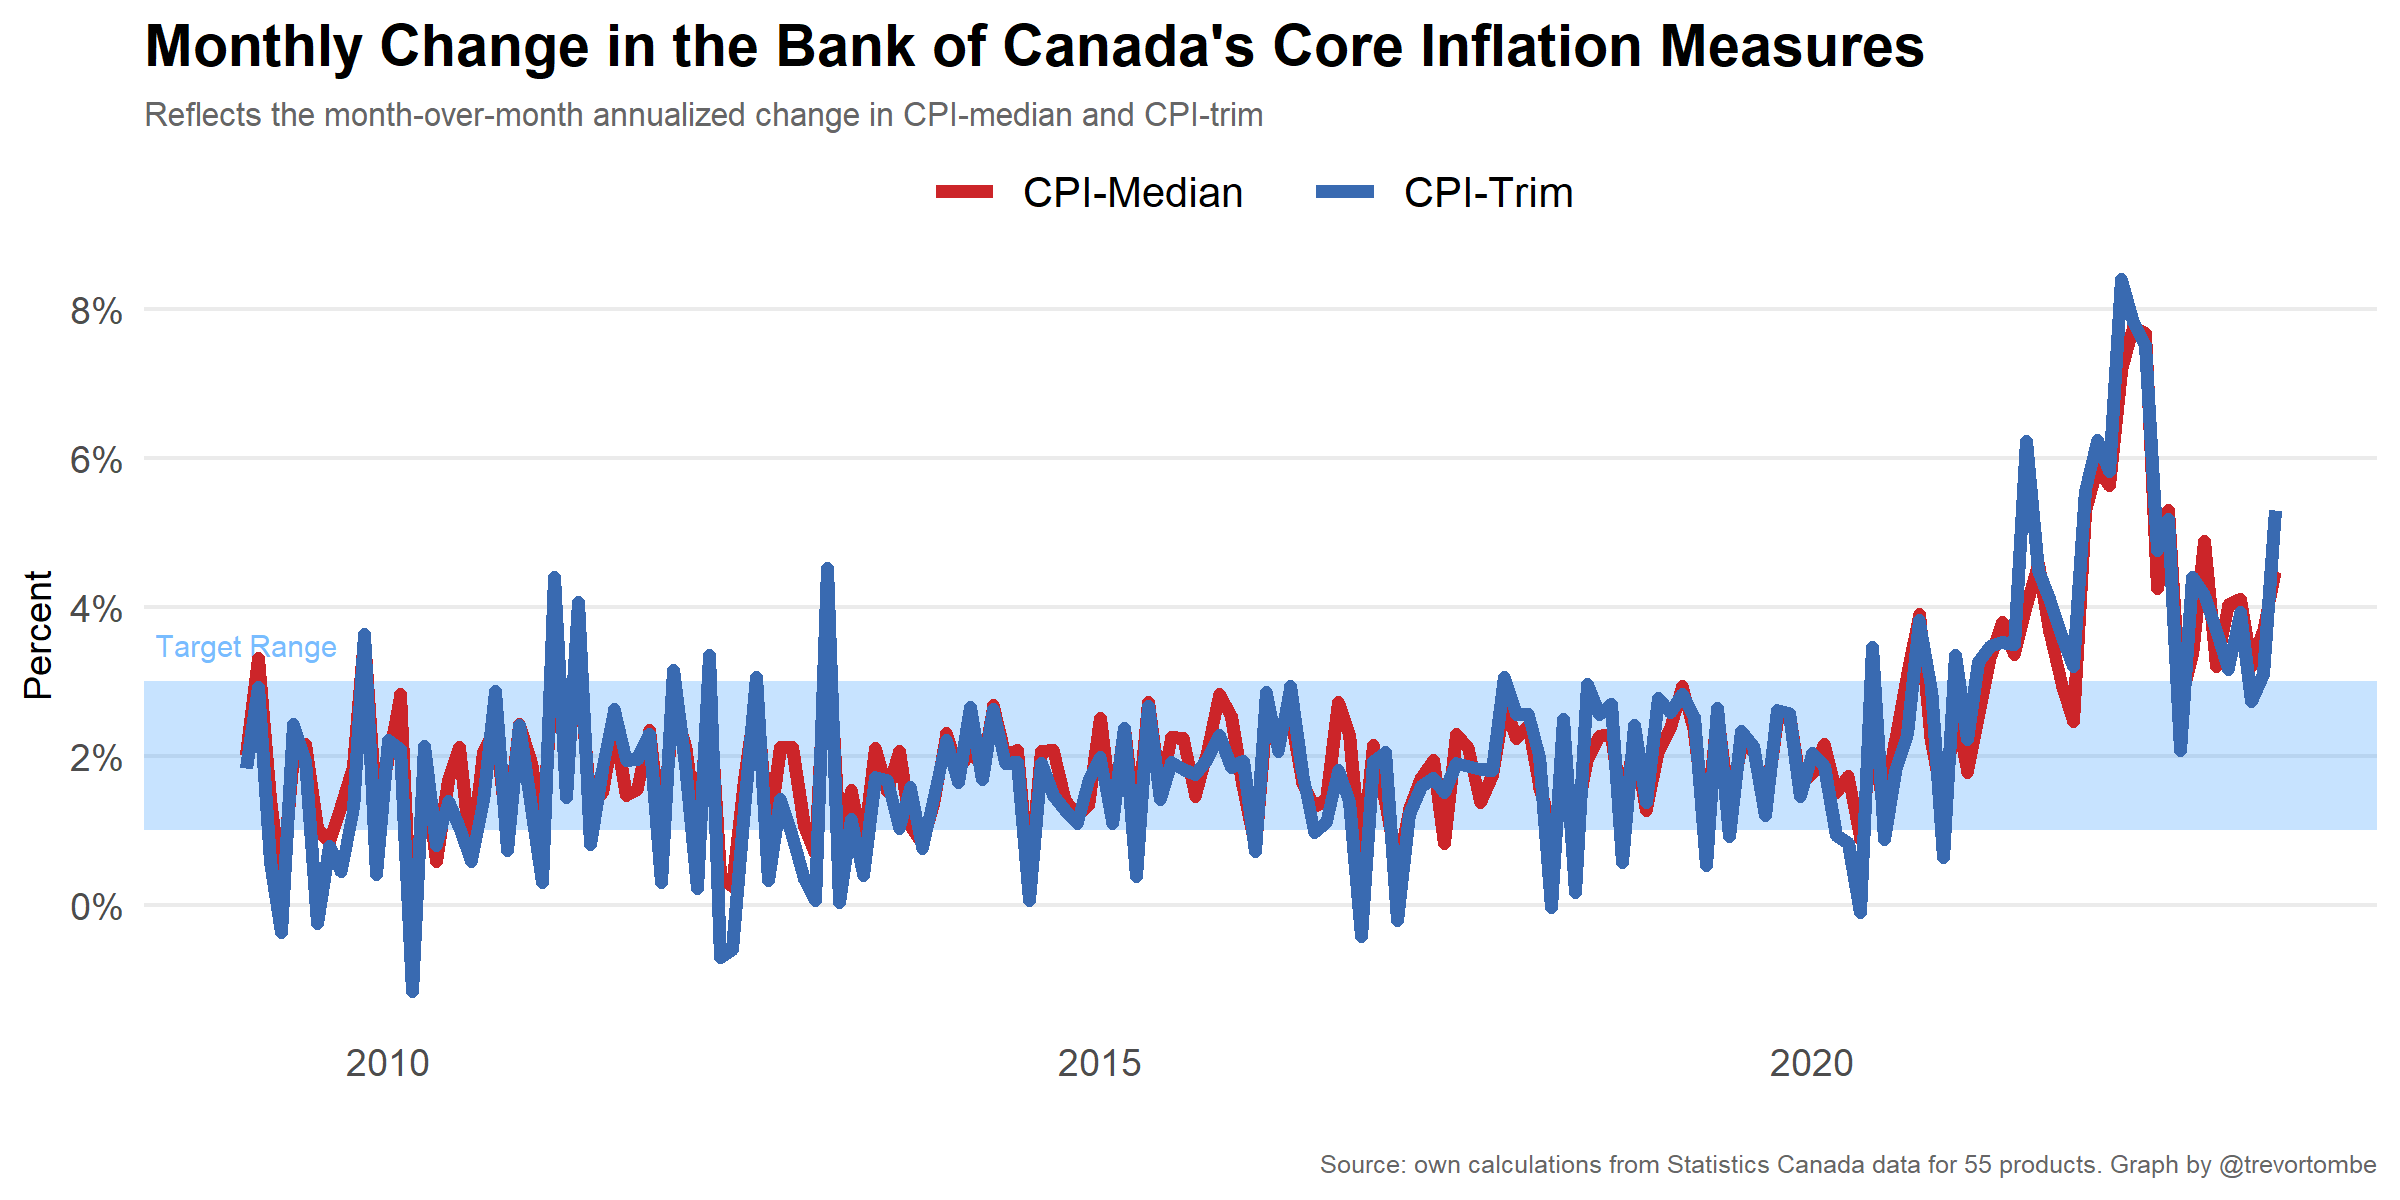 Monthly Change in the Bank of Canada's Core Inflation Measures
Reflects the month-over-month annualized change in CPI-median and CPI-trim
CPI-Median CPI-Trim
8%
6%
4%
2%
0%
Percent
Target Range
2010 2015 2020
Source: own calculations from Statistics Canada data for 55 products. Graph by @trevortombe